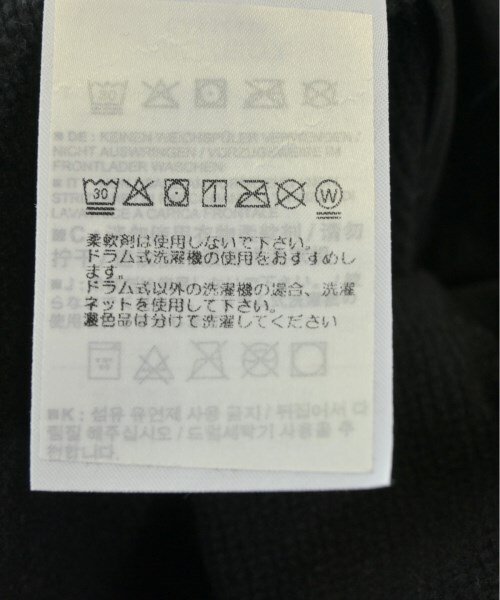 30
■ DE : KEINEN WEICHSPÜLER VERWENDEN /
NICHT AUSWRINGEN / VORZUGSWEISE IM
FRONTLADER WASCHEN.
30 W
柔軟剤は使用しないで下さい。
ドラム式洗濯機の使用をおすすめし
ます。
ドラム式以外の洗濯機の場合、洗濯
ネットを使用して下さい。
濃色品は分けて洗濯してください
■K : 섬유 유연제 사용 금지 / 뒤집어서 다
림질 해주십시오 / 드럼세탁기 사용을 추
천합니다.